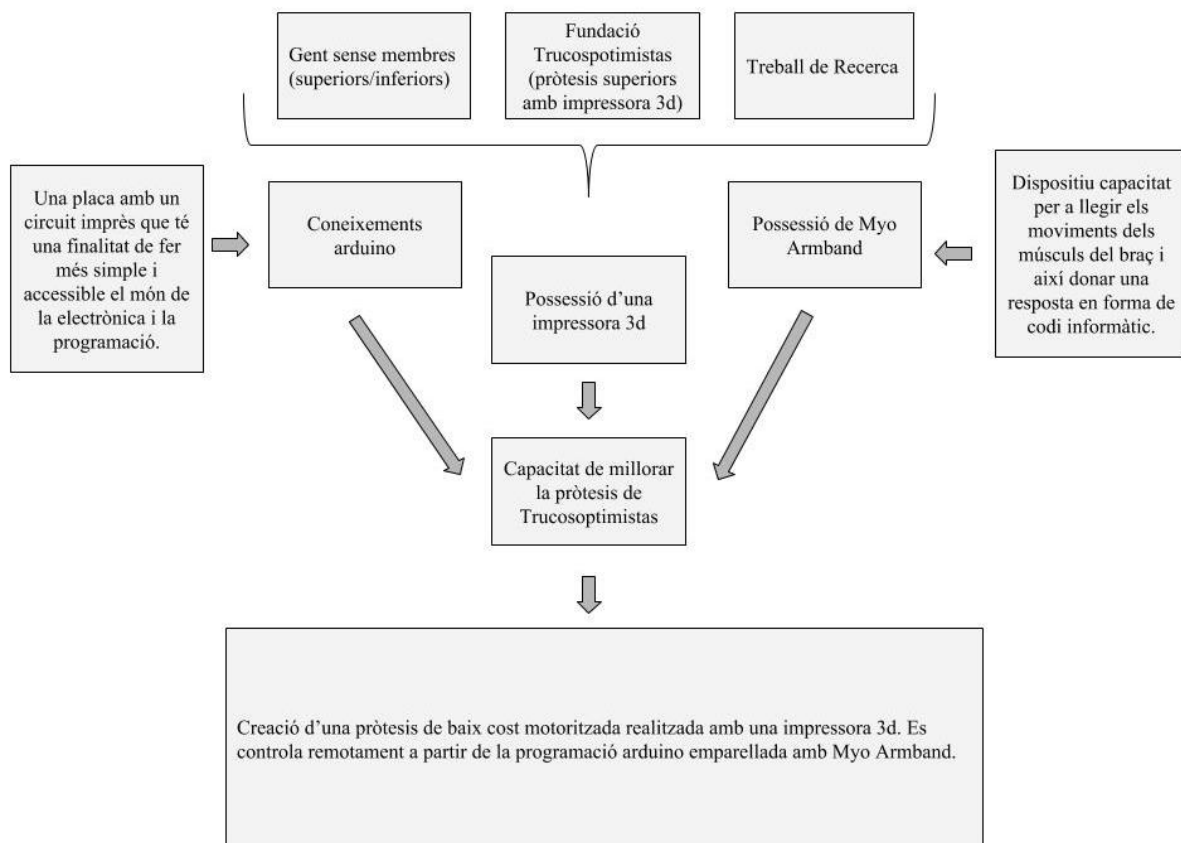 Gent sense membres
(superiors/inferiors)
Fundació
Trucospotimistas
(pròtesis superiors
amb impressora 3d)
Treball de Recerca
Una placa amb un
circuit imprès que té
una finalitat de fer
més simple i
accessible el món de
la electrònica i la
programació.
Coneixements
arduino
Possessió d’una
impressora 3d
Possessió de Myo
Armband
Dispositiu capacitat
per a llegir els
moviments dels
músculs del braç i
així donar una
resposta en forma de
codi informàtic.
Capacitat de millorar
la pròtesis de
Trucosoptimistas
Creació d’una pròtesis de baix cost motoritzada realitzada amb una impressora 3d. Es
controla remotament a partir de la programació arduino emparellada amb Myo Armband.